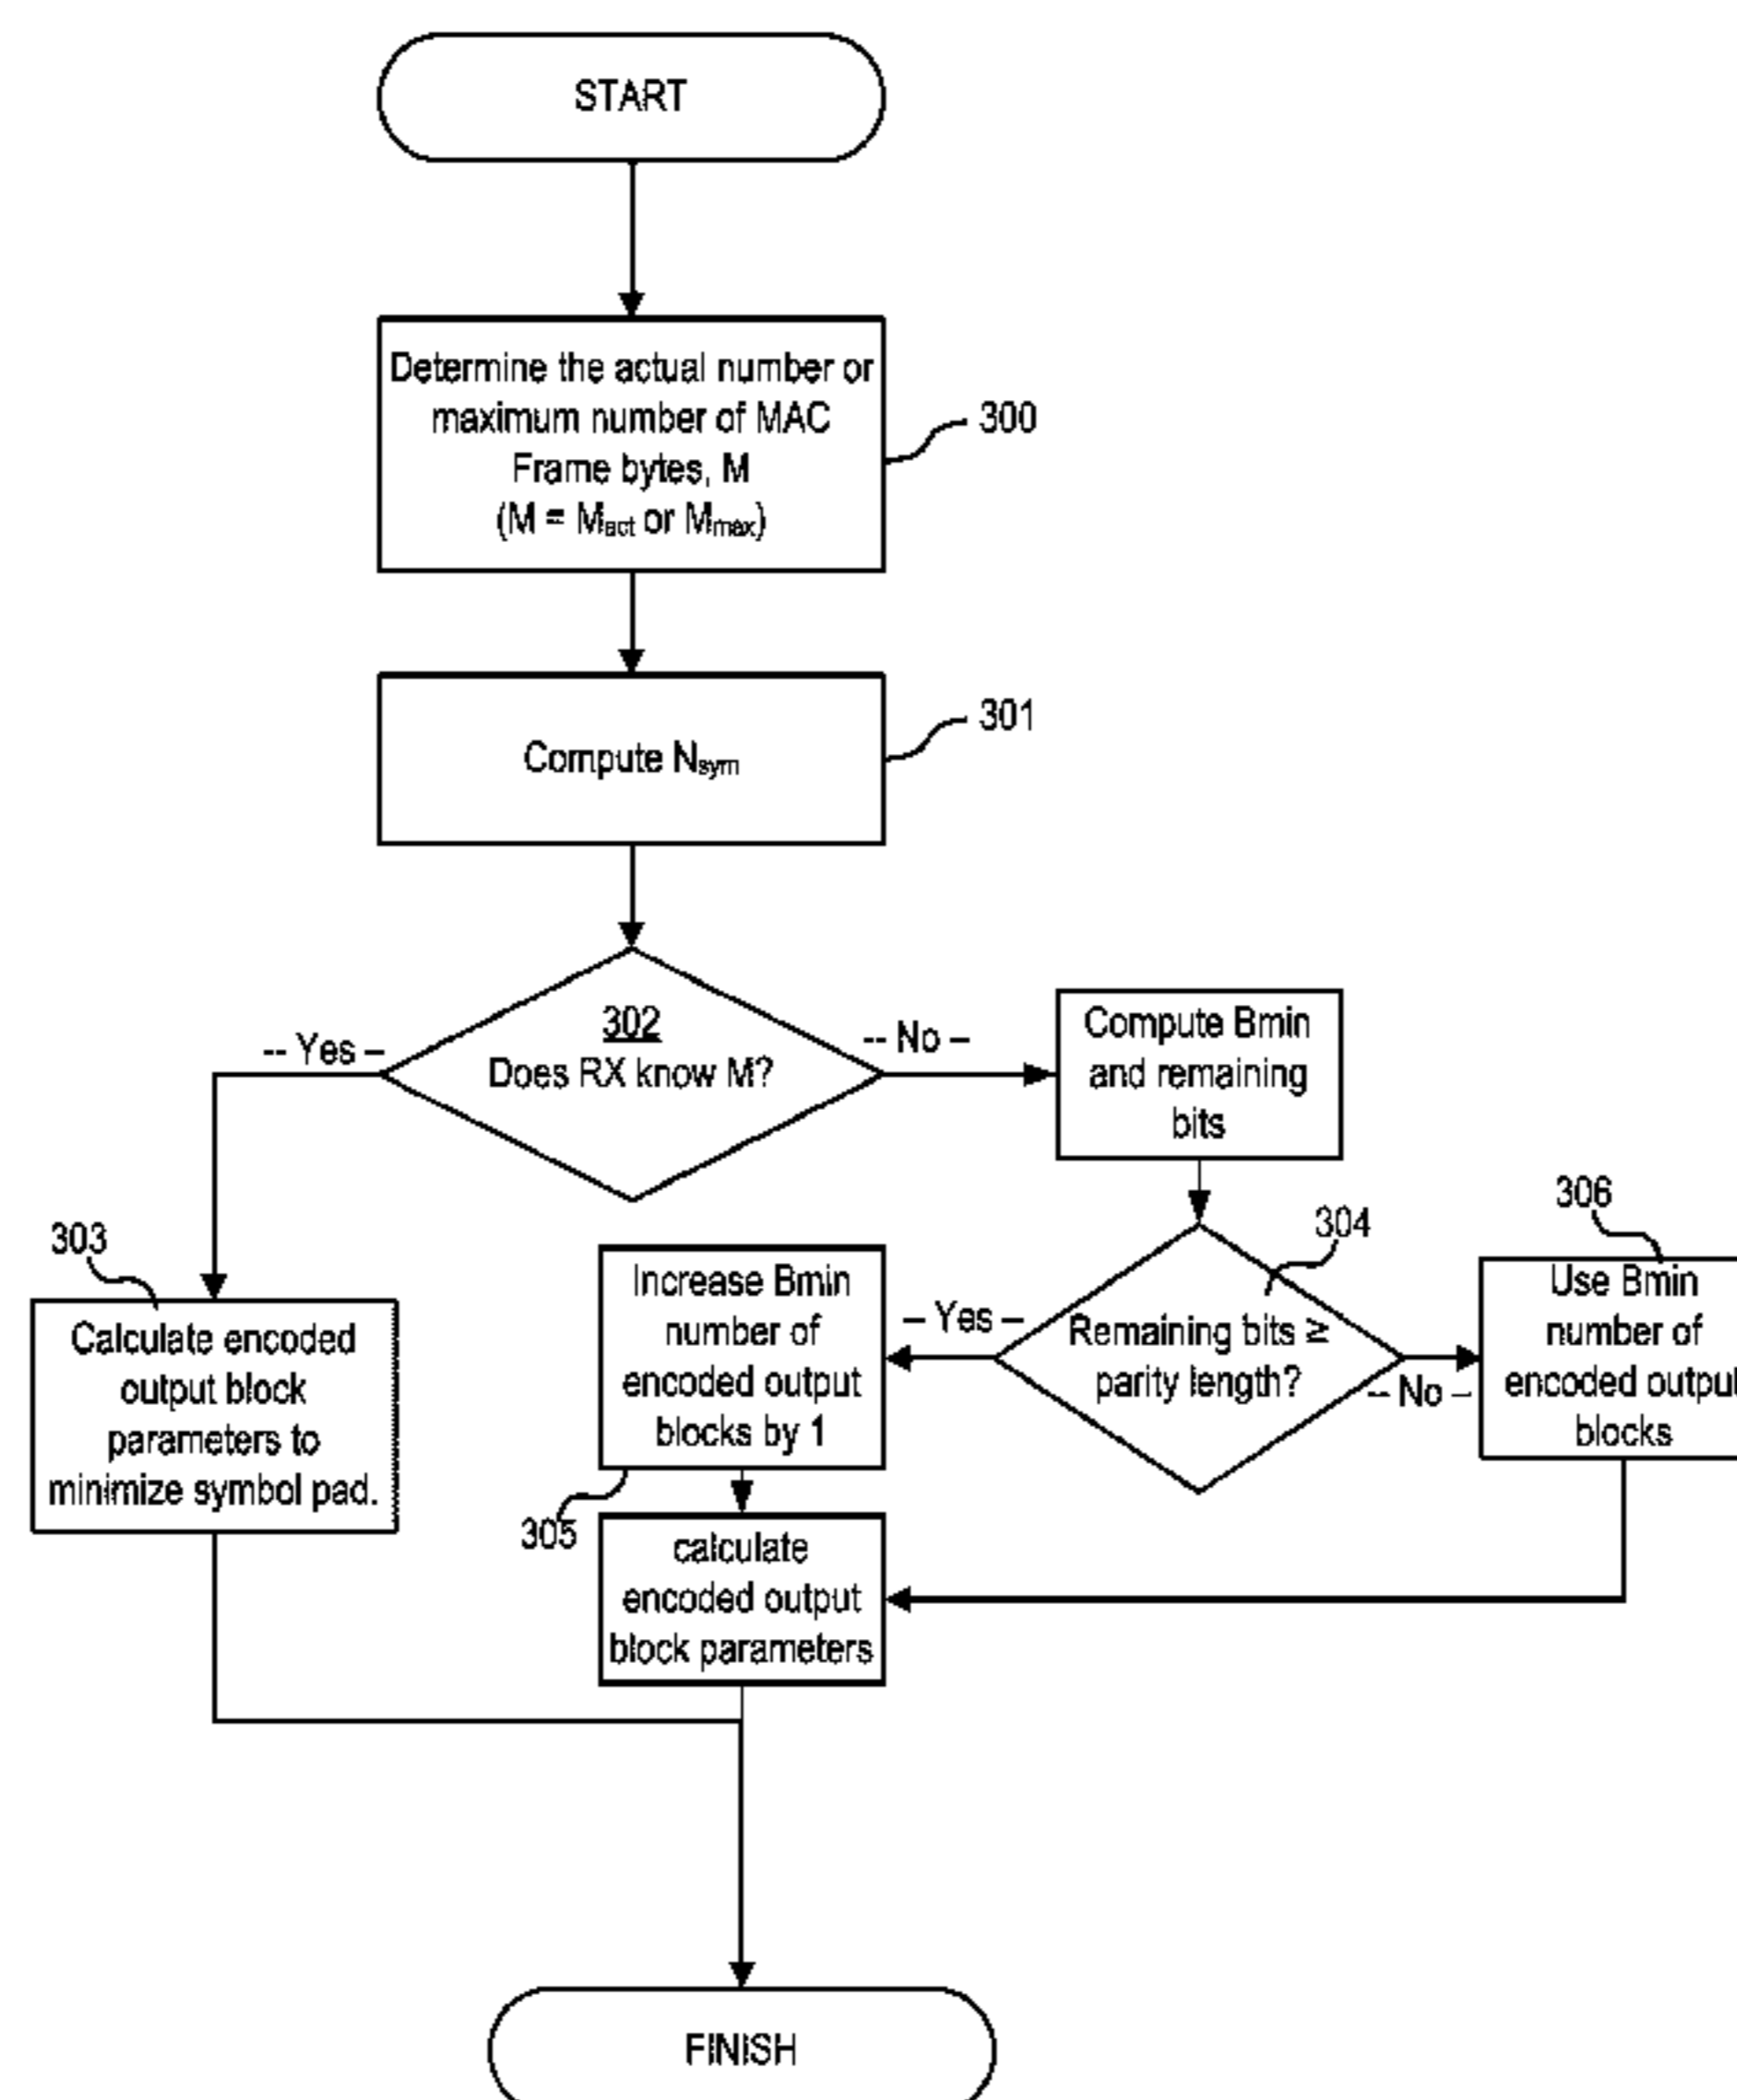 START
Determine the actual number or
maximum number of MAC
Frame bytes, M
(M = Mact or Mmax)
300
Compute Nsym
301
302
Does RX know M?
-- Yes –
-- No –
Compute Bmin
and remaining
bits
303
Calculate encoded
output block
parameters to
minimize symbol pad.
304
Remaining bits ≥
parity length?
– Yes –
-- No –
Increase Bmin
number of
encoded output
blocks by 1
305
306
Use Bmin
number of
encoded output
blocks
calculate
encoded output
block parameters
FINISH